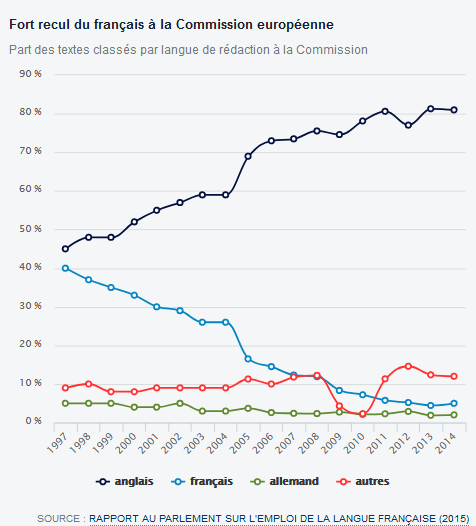 Fort recul du français à la Commission européenne
Part des textes classés par langue de rédaction à la Commission
90 %
80 %
70 %
60 %
50 %
40 %
30 %
20 %
10 %
0 %
1997 1998 1999 2000 2001 2002 2003 2004 2005 2006 2007 2008 2009 2010 2011 2012 2013 2014
anglais français allemand autres
SOURCE : RAPPORT AU PARLEMENT SUR L'EMPLOI DE LA LANGUE FRANÇAISE (2015)